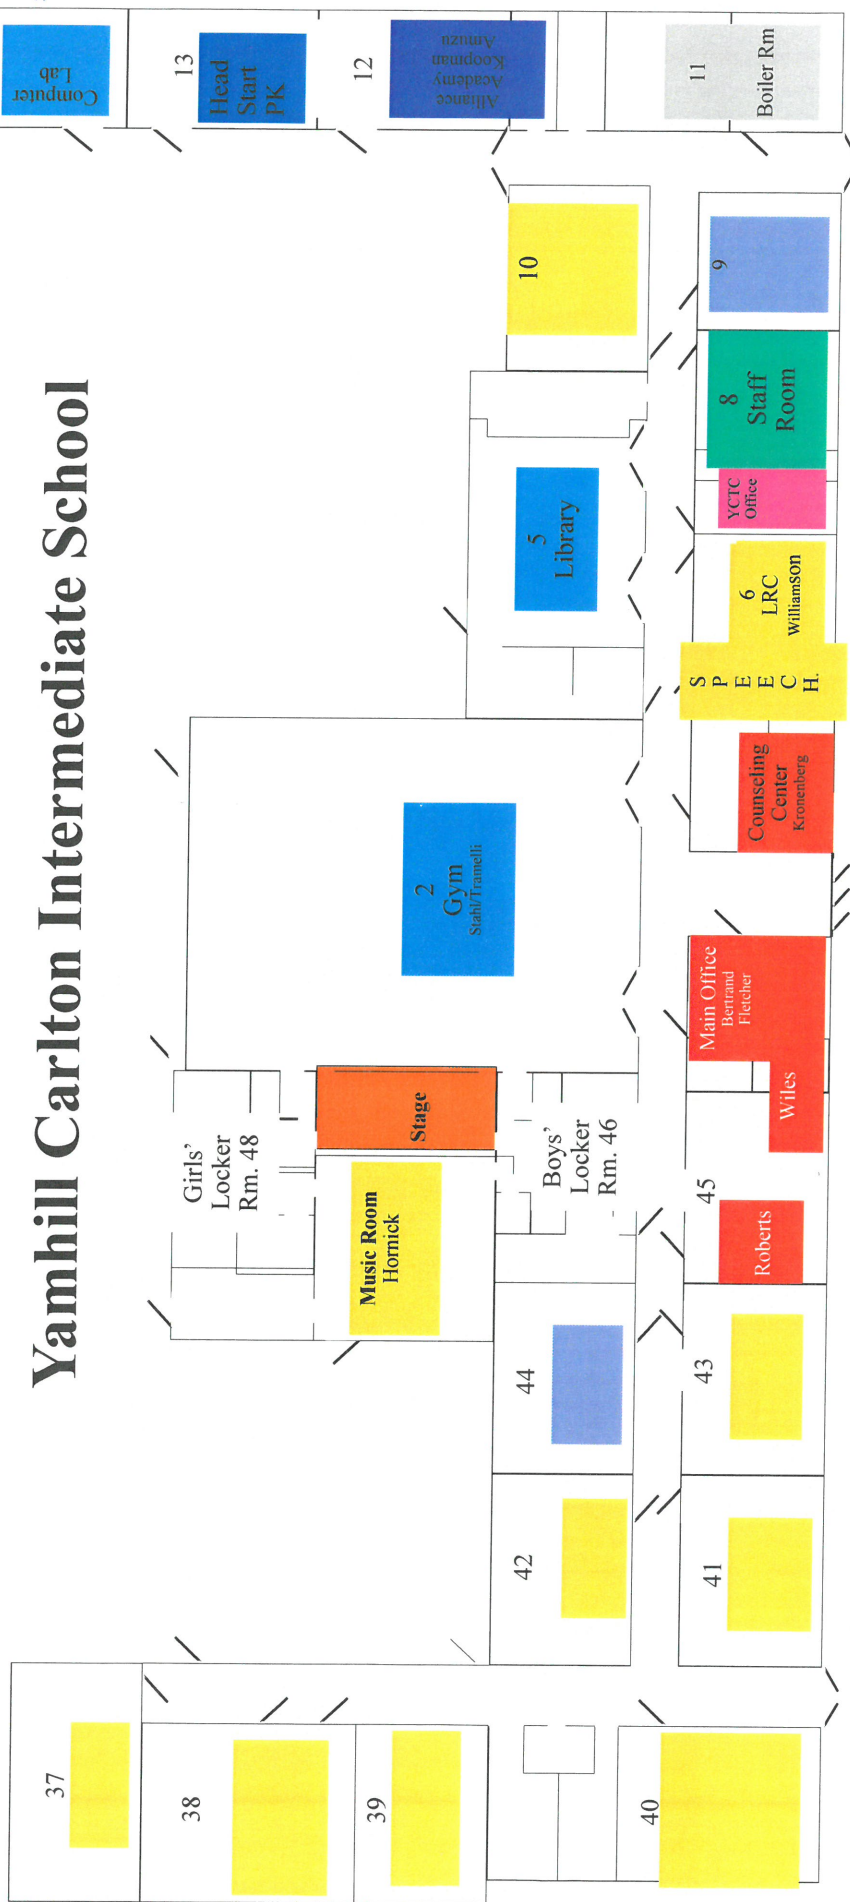 Yamhill Carlton Intermediate School
Computer
Lab
13
Head
Start
PK
12
Alliance
Academy
Koopman
Amuzu
11
Boiler Rm
10
9
8
Staff
Room
YCTC
Office
5
Library
6
LRC
Williamson
S
P
E
E
C
H.
Counseling
Center
Kronenberg
2
Gym
Stahl/Tramelli
Main Office
Bertrand
Fletcher
Wiles
Stage
Girls'
Locker
Rm. 48
Music Room
Hornick
Boys'
Locker
Rm. 46
45
Roberts
44
43
42
41
37
38
39
40